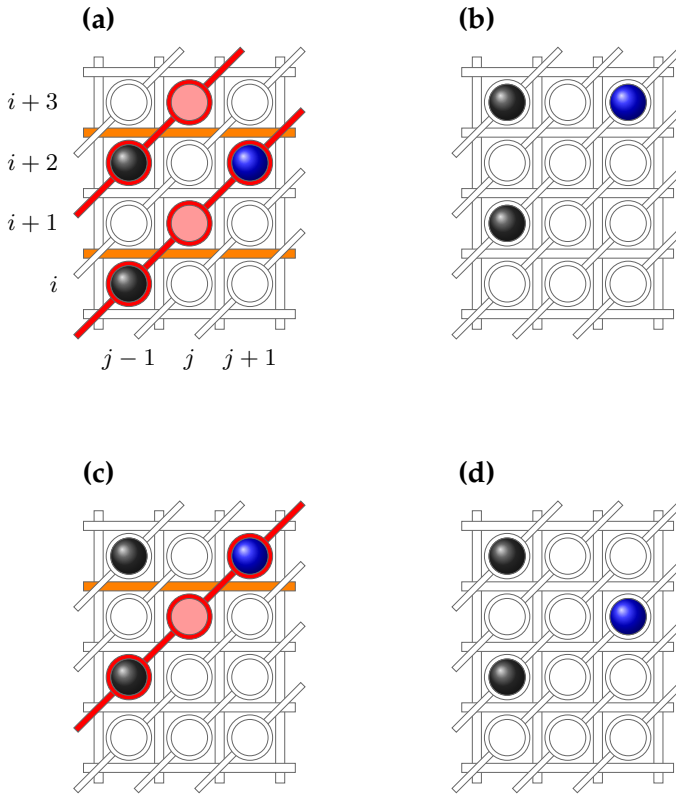 (a)
(b)
i + 3
i + 2
i + 1
i
j − 1
j
j + 1
(c)
(d)